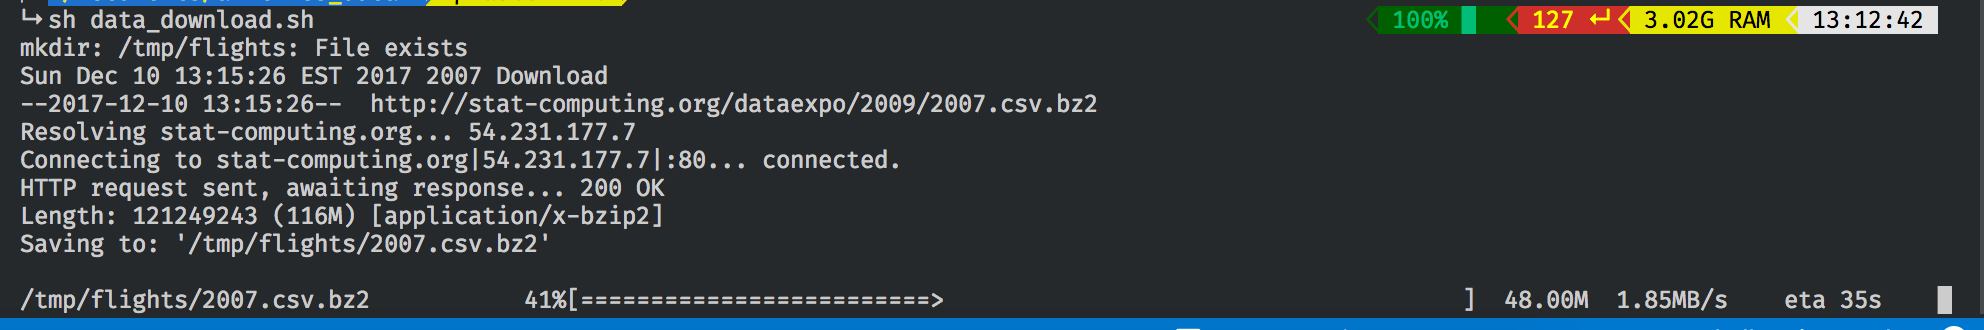 ↳ sh data_download.sh 100% 127 ↵ 3.02G RAM 13:12:42
mkdir: /tmp/flights: File exists
Sun Dec 10 13:15:26 EST 2017 2007 Download
--2017-12-10 13:15:26--  http://stat-computing.org/dataexpo/2009/2007.csv.bz2
Resolving stat-computing.org... 54.231.177.7
Connecting to stat-computing.org|54.231.177.7|:80... connected.
HTTP request sent, awaiting response... 200 OK
Length: 121249243 (116M) [application/x-bzip2]
Saving to: '/tmp/flights/2007.csv.bz2'
/tmp/flights/2007.csv.bz2 41%[=========================> ] 48.00M 1.85MB/s eta 35s